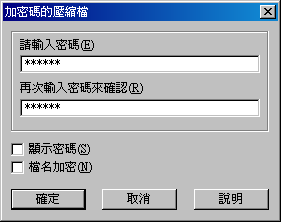 加密碼的壓縮檔
請輸入密碼(E)
******
再次輸入密碼來確認(R)
******
顯示密碼(S)
檔名加密(N)
確定 取消 說明